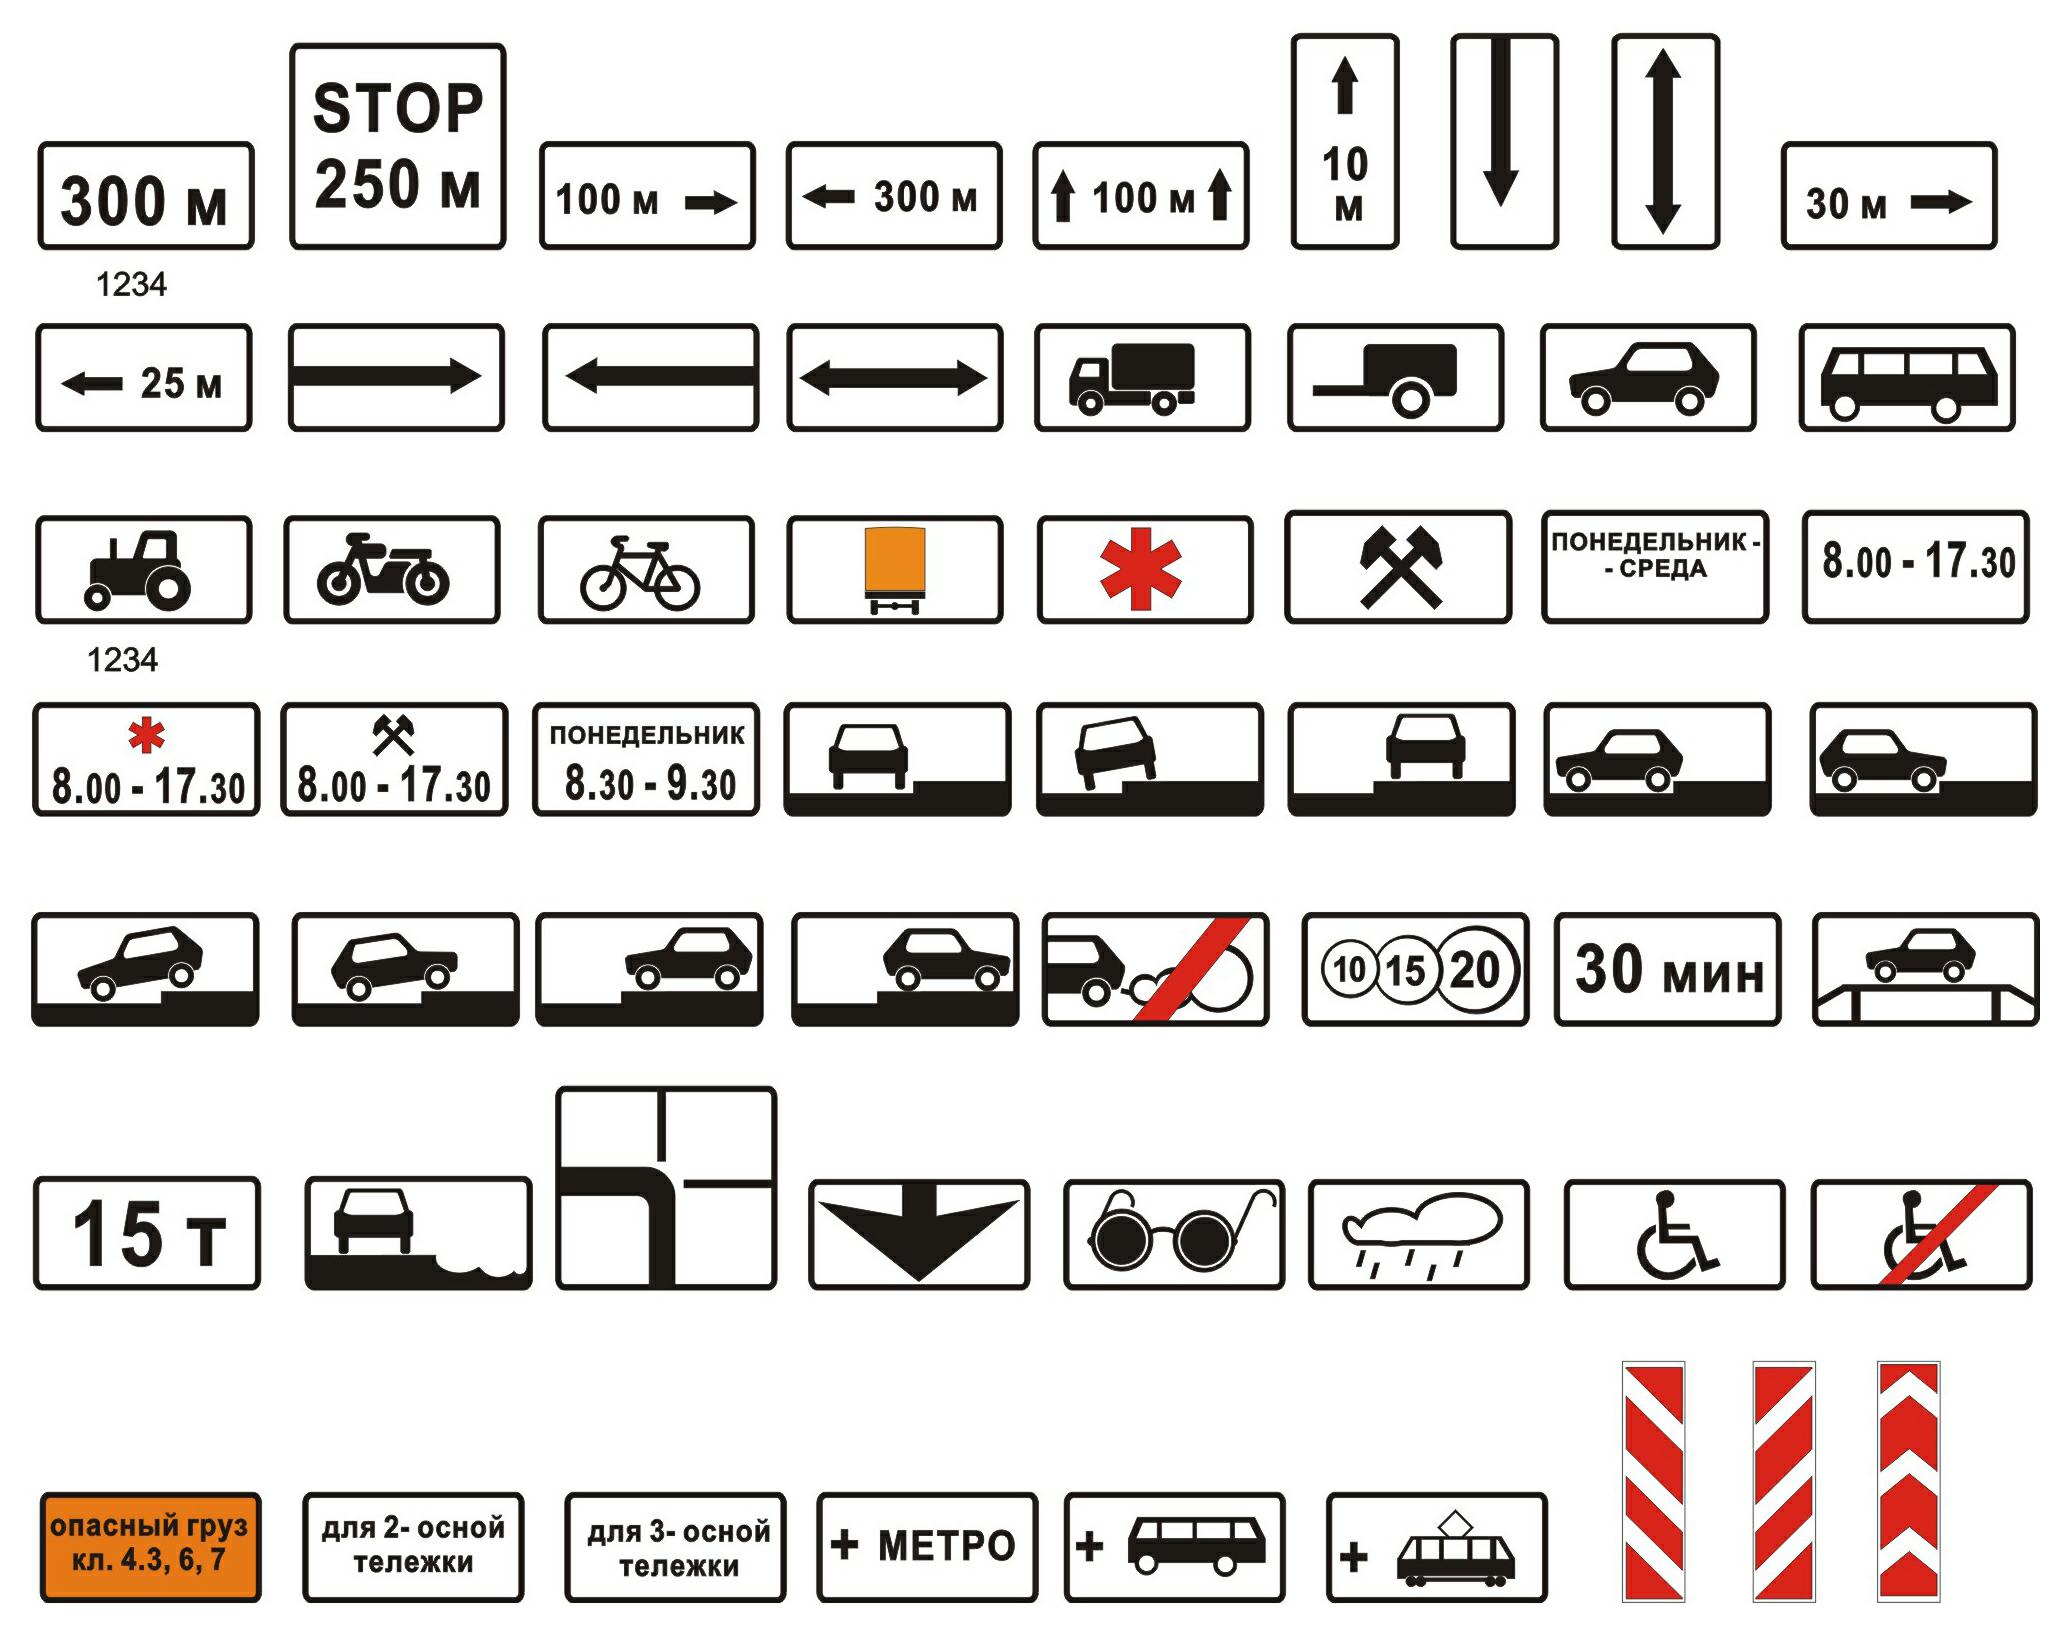 300 м
STOP
250 м
100 м
300 м
100 м
10
м
30 м
1234
25 м
ПОНЕДЕЛЬНИК -
- СРЕДА
8.00 - 17.30
1234
8.00 - 17.30
8.00 - 17.30
ПОНЕДЕЛЬНИК
8.30 - 9.30
10 15 20
30 мин
15 т
опасный груз
кл. 4.3, 6, 7
для 2- осной
тележки
для 3- осной
тележки
+ МЕТРО
+
+